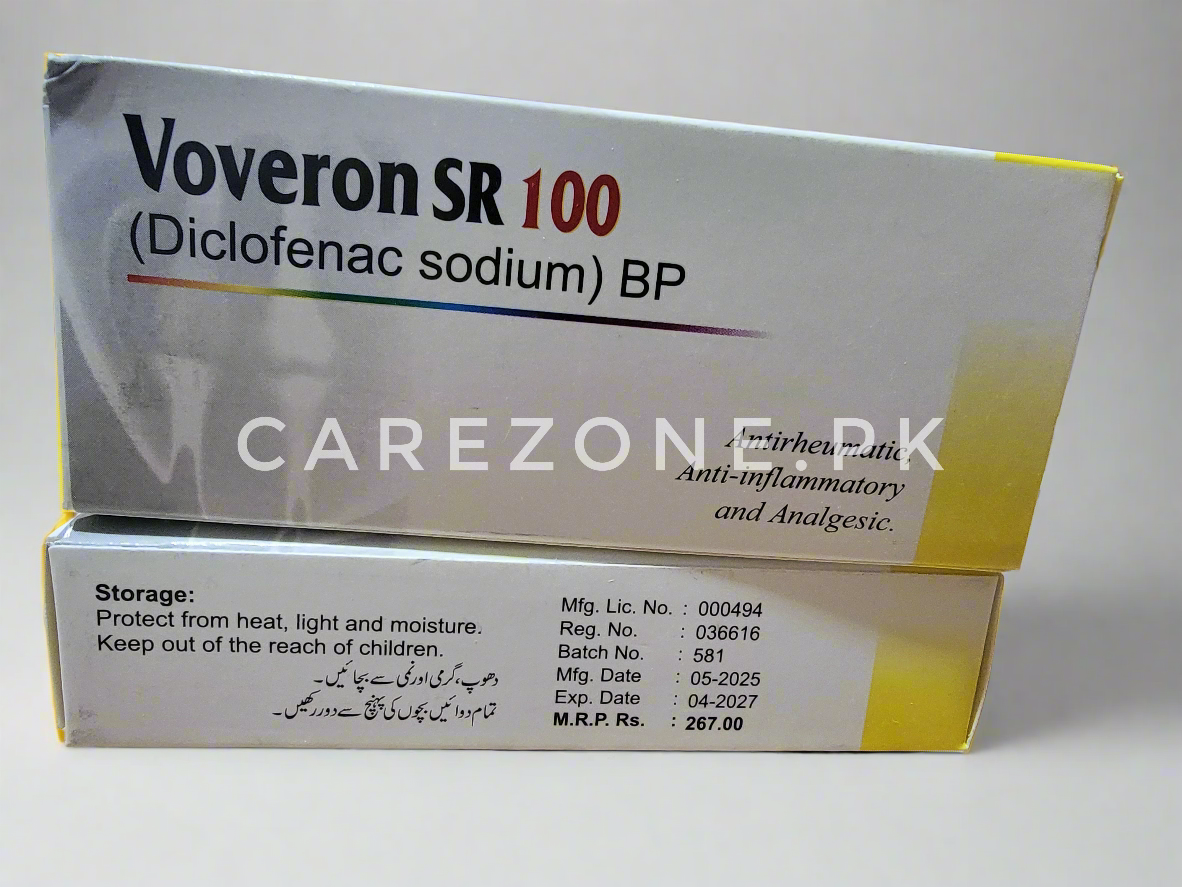 Voveron SR 100
(Diclofenac sodium) BP
CAREZONE.PK
Antirheumatic,
Anti-inflammatory
and Analgesic.
Storage:
Protect from heat, light and moisture.
Keep out of the reach of children.
دھوپ، گرمی اور نمی سے بچائیں۔
تمام دوائیں بچوں کی پہنچ سے دور رکھیں۔
Mfg. Lic. No. : 000494
Reg. No. : 036616
Batch No. : 581
Mfg. Date : 05-2025
Exp. Date : 04-2027
M.R.P. Rs. : 267.00